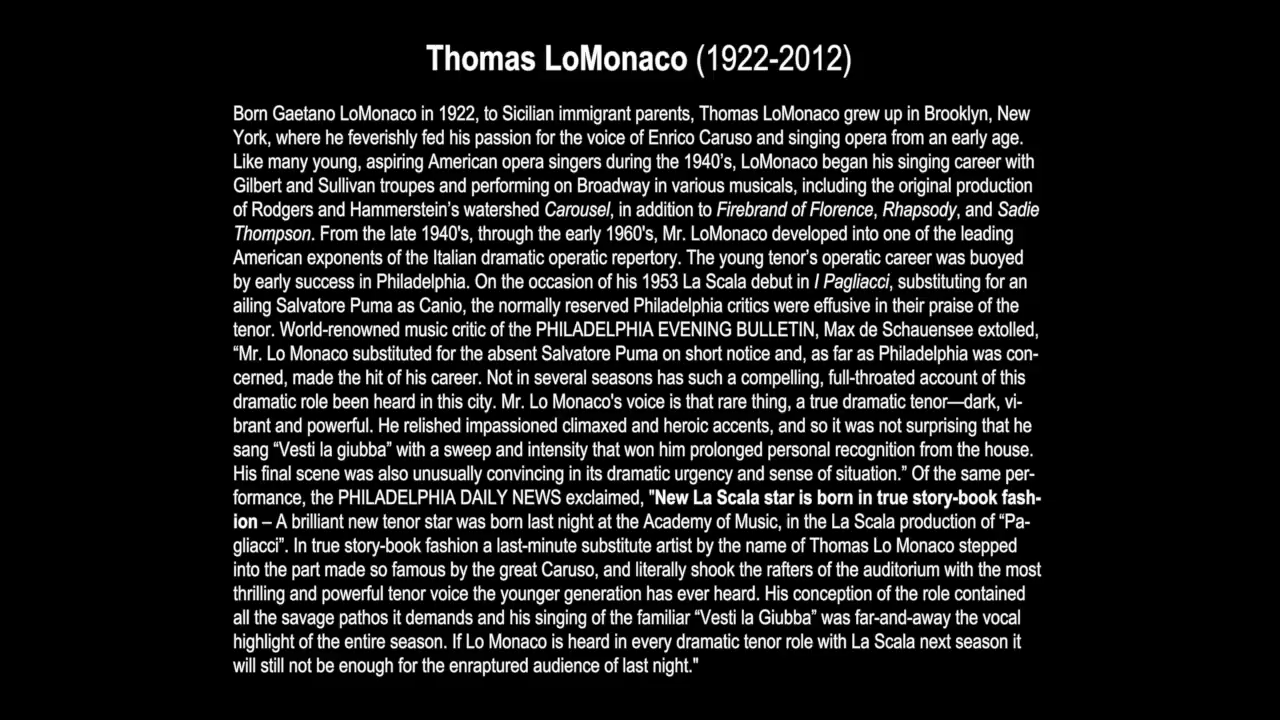 Thomas LoMonaco (1922-2012)
Born Gaetano LoMonaco in 1922, to Sicilian immigrant parents, Thomas LoMonaco grew up in Brooklyn, New
York, where he feverishly fed his passion for the voice of Enrico Caruso and singing opera from an early age.
Like many young, aspiring American opera singers during the 1940’s, LoMonaco began his singing career with
Gilbert and Sullivan troupes and performing on Broadway in various musicals, including the original production
of Rodgers and Hammerstein’s watershed Carousel, in addition to Firebrand of Florence, Rhapsody, and Sadie
Thompson. From the late 1940's, through the early 1960's, Mr. LoMonaco developed into one of the leading
American exponents of the Italian dramatic operatic repertory. The young tenor's operatic career was buoyed
by early success in Philadelphia. On the occasion of his 1953 La Scala debut in I Pagliacci, substituting for an
ailing Salvatore Puma as Canio, the normally reserved Philadelphia critics were effusive in their praise of the
tenor. World-renowned music critic of the PHILADELPHIA EVENING BULLETIN, Max de Schauensee extolled,
“Mr. Lo Monaco substituted for the absent Salvatore Puma on short notice and, as far as Philadelphia was con-
cerned, made the hit of his career. Not in several seasons has such a compelling, full-throated account of this
dramatic role been heard in this city. Mr. Lo Monaco's voice is that rare thing, a true dramatic tenor—dark, vi-
brant and powerful. He relished impassioned climaxed and heroic accents, and so it was not surprising that he
sang “Vesti la giubba” with a sweep and intensity that won him prolonged personal recognition from the house.
His final scene was also unusually convincing in its dramatic urgency and sense of situation.” Of the same per-
formance, the PHILADELPHIA DAILY NEWS exclaimed, "New La Scala star is born in true story-book fash-
ion – A brilliant new tenor star was born last night at the Academy of Music, in the La Scala production of “Pa-
gliacci”. In true story-book fashion a last-minute substitute artist by the name of Thomas Lo Monaco stepped
into the part made so famous by the great Caruso, and literally shook the rafters of the auditorium with the most
thrilling and powerful tenor voice the younger generation has ever heard. His conception of the role contained
all the savage pathos it demands and his singing of the familiar “Vesti la Giubba” was far-and-away the vocal
highlight of the entire season. If Lo Monaco is heard in every dramatic tenor role with La Scala next season it
will still not be enough for the enraptured audience of last night."